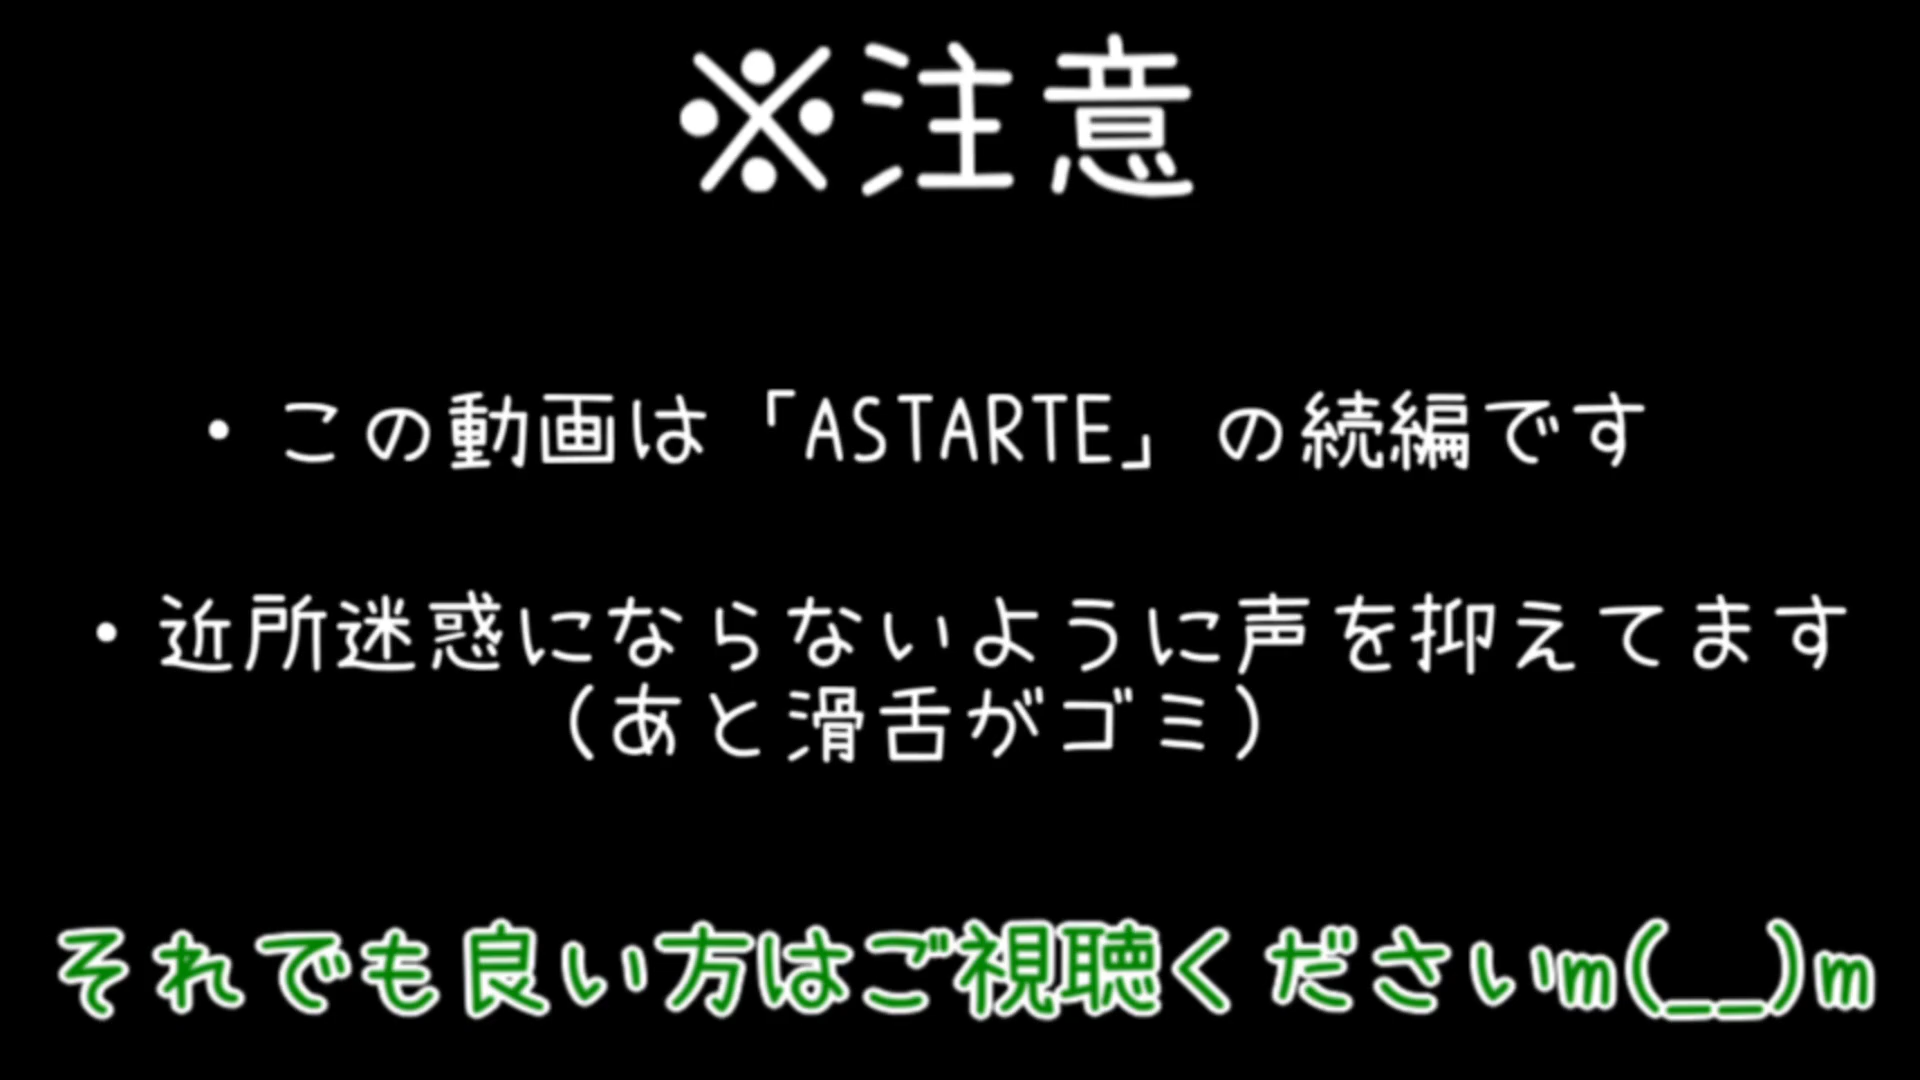 ※注意
・この動画は「ASTARTE」の続編です
・近所迷惑にならないように声を抑えてます
（あと滑舌がゴミ）
それでも良い方はご視聴くださいm(__)m